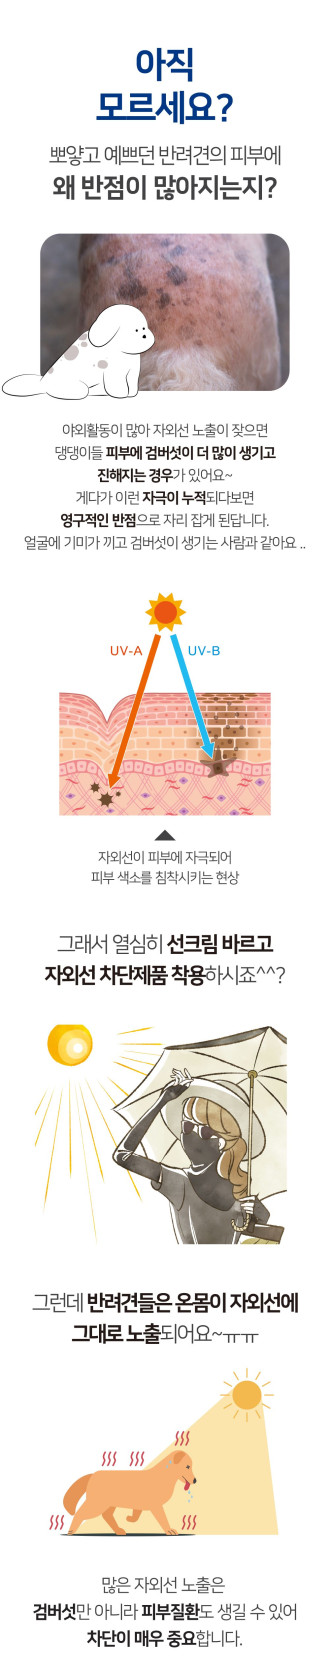 아직
모르세요?
뽀얗고 예쁘던 반려견의 피부에
왜 반점이 많아지는지?
야외활동이 많아 자외선 노출이 잦으면
댕댕이들 피부에 검버섯이 더 많이 생기고
진해지는 경우가 있어요~
게다가 이런 자극이 누적되다보면
영구적인 반점으로 자리 잡게 된답니다.
얼굴에 기미가 끼고 검버섯이 생기는 사람과 같아요 ..
UV-A UV-B
자외선이 피부에 자극되어
피부 색소를 침착시키는 현상
그래서 열심히 선크림 바르고
자외선 차단제품 착용하시죠^^?
그런데 반려견들은 온몸이 자외선에
그대로 노출되어요~ㅠㅠ
많은 자외선 노출은
검버섯만 아니라 피부질환도 생길 수 있어
차단이 매우 중요합니다.